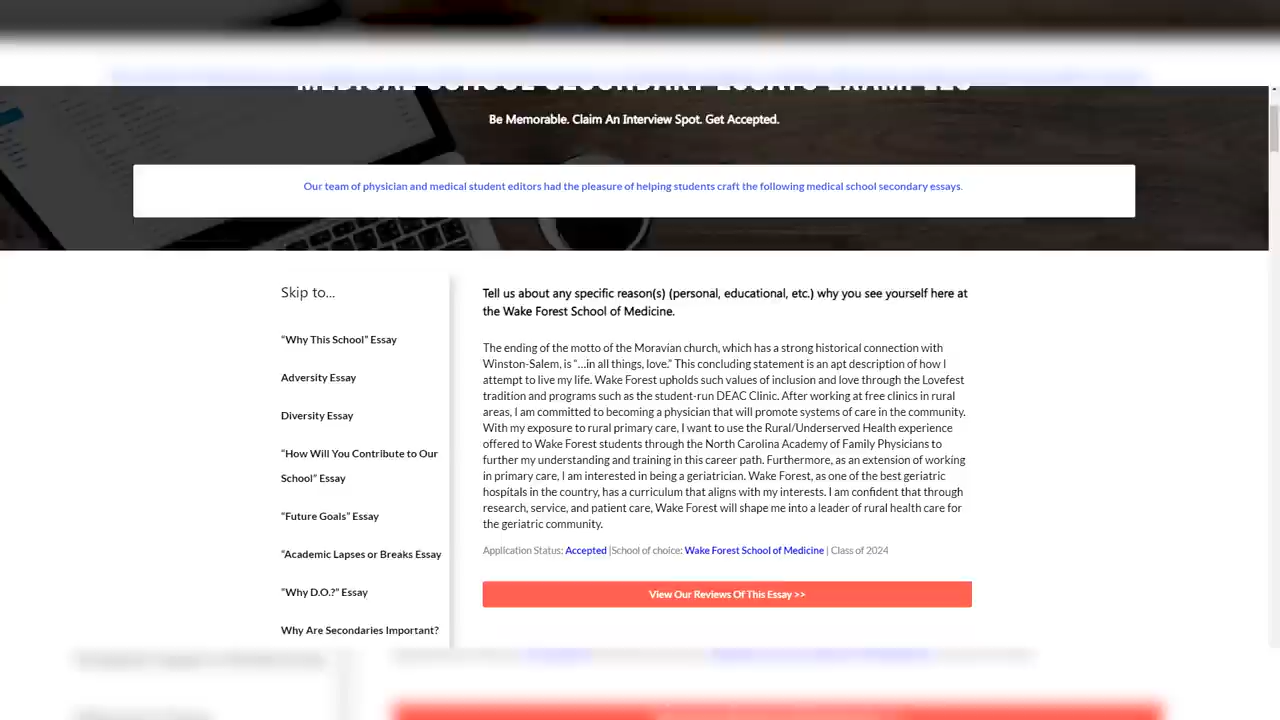 MEDICAL SCHOOL SECONDARY ESSAYS EXAMPLES
Be Memorable. Claim An Interview Spot. Get Accepted.
Our team of physician and medical student editors had the pleasure of helping students craft the following medical school secondary essays.
Skip to...
“Why This School” Essay
Adversity Essay
Diversity Essay
“How Will You Contribute to Our
School” Essay
“Future Goals” Essay
“Academic Lapses or Breaks Essay
"Why D.O.?" Essay
Why Are Secondaries Important?
Tell us about any specific reason(s) (personal, educational, etc.) why you see yourself here at
the Wake Forest School of Medicine.
The ending of the motto of the Moravian church, which has a strong historical connection with
Winston-Salem, is “…in all things, love.” This concluding statement is an apt description of how I
attempt to live my life. Wake Forest upholds such values of inclusion and love through the Lovefest
tradition and programs such as the student-run DEAC Clinic. After working at free clinics in rural
areas, I am committed to becoming a physician that will promote systems of care in the community.
With my exposure to rural primary care, I want to use the Rural/Underserved Health experience
offered to Wake Forest students through the North Carolina Academy of Family Physicians to
further my understanding and training in this career path. Furthermore, as an extension of working
in primary care, I am interested in being a geriatrician. Wake Forest, as one of the best geriatric
hospitals in the country, has a curriculum that aligns with my interests. I am confident that through
research, service, and patient care, Wake Forest will shape me into a leader of rural health care for
the geriatric community.
Application Status: Accepted |School of choice: Wake Forest School of Medicine | Class of 2024
View Our Reviews Of This Essay >>